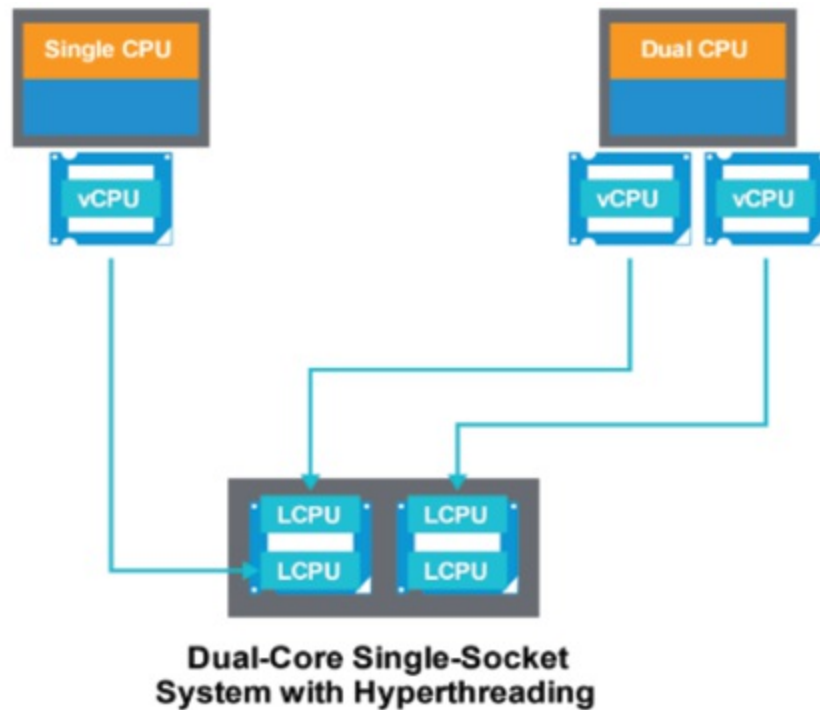 Single CPU
Dual CPU
vCPU
vCPU
vCPU
LCPU
LCPU
LCPU
LCPU
Dual-Core Single-Socket
System with Hyperthreading